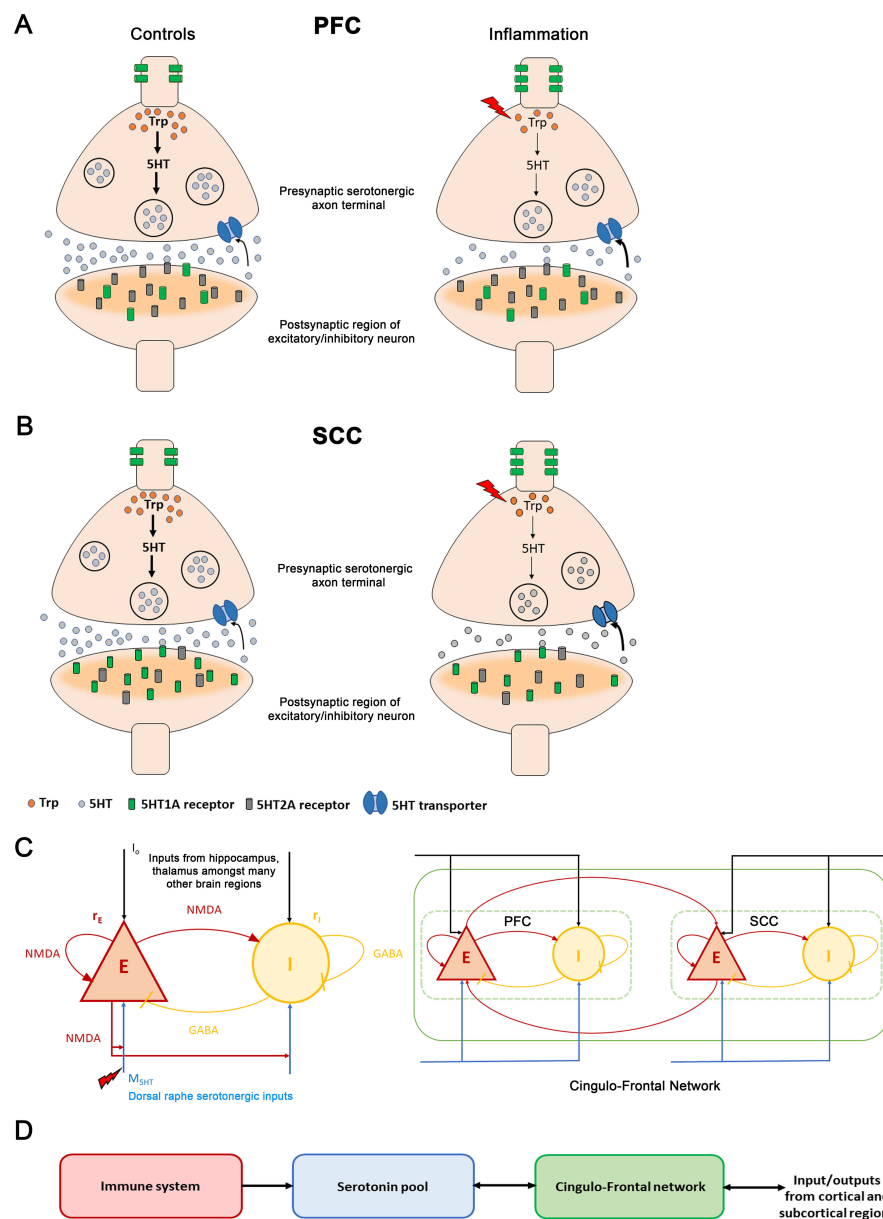 A
Controls
PFC
Inflammation
Trp
5HT
Trp
5HT
Presynaptic serotonergic
axon terminal
Postsynaptic region of
excitatory/inhibitory neuron
B
SCC
Trp
5HT
Trp
5HT
Presynaptic serotonergic
axon terminal
Postsynaptic region of
excitatory/inhibitory neuron
Trp
5HT
5HT1A receptor
5HT2A receptor
5HT transporter
C
Io
Inputs from hippocampus,
thalamus amongst many
other brain regions
rE
NMDA
rI
NMDA
E
I
GABA
GABA
NMDA
M5HT
Dorsal raphe serotonergic inputs
PFC
SCC
E
I
E
I
Cingulo-Frontal Network
D
Immune system
Serotonin pool
Cingulo-Frontal network
Input/outputs
from cortical and
subcortical region